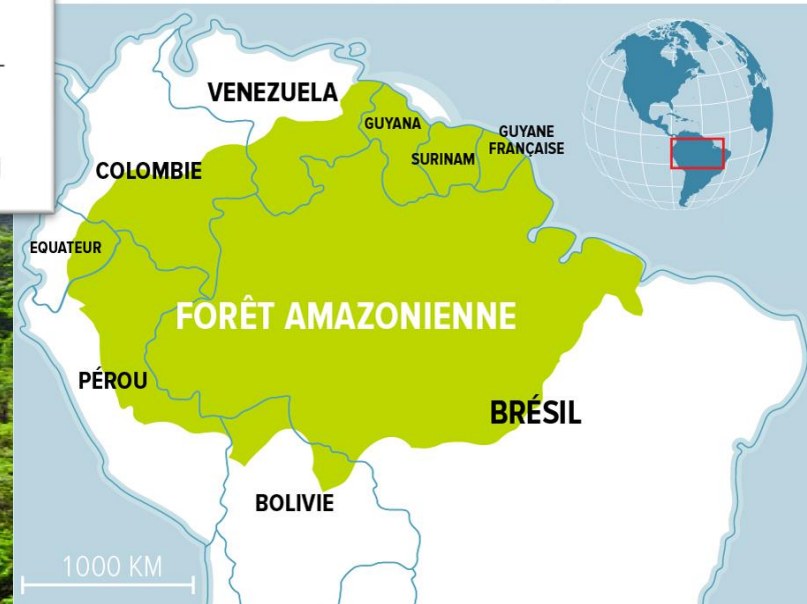 VENEZUELA
GUYANA
GUYANE
FRANÇAISE
SURINAM
COLOMBIE
EQUATEUR
FORÊT AMAZONIENNE
PÉROU
BRÉSIL
BOLIVIE
1000 KM